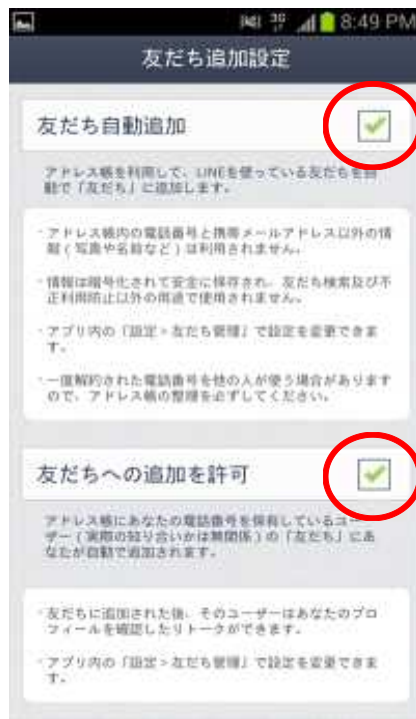 3G 8:49 PM
友だち追加設定
友だち自動追加
アドレス帳を利用して、LINEを使っている友だちを自
動で「友だち」に追加します。
・アドレス帳内の電話番号と携帯メールアドレス以外の情
報（写真や名前など）は利用されません。
・情報は暗号化されて安全に保存され、友だち検索及び不
正利用防止以外の用途で使用されません。
・アプリ内の「設定＞友だち管理」で設定を変更できま
す。
・一度解約された電話番号を他の人が使う場合があります
ので、アドレス帳の整理を必ずしてください。
友だちへの追加を許可
アドレス帳にあなたの電話番号を保有しているユー
ザー（実際の知り合いかは無関係）の「友だち」にあ
なたが自動で追加されます。
・友だちに追加された後、そのユーザーはあなたのプロ
フィールを確認したりトークができます。
・アプリ内の「設定＞友だち管理」で設定を変更できま
す。